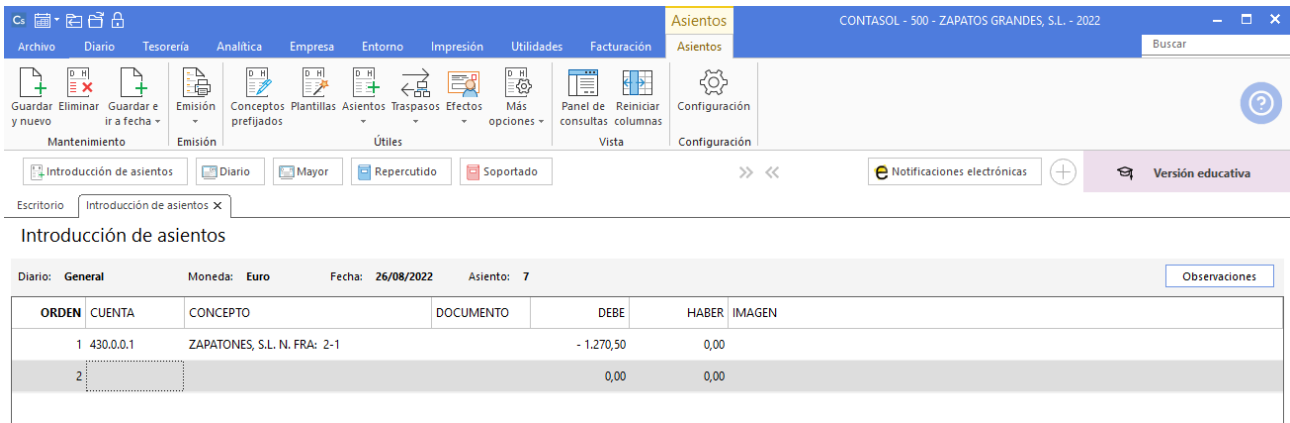 Cs Asientos CONTASOL - 500 - ZAPATOS GRANDES, S.L. - 2022
Archivo Diario Tesorería Analítica Empresa Entorno Impresión Utilidades Facturación Asientos Buscar
Guardar y nuevo
Eliminar
Guardar e ir a fecha
Emisión
Conceptos prefijados
Plantillas
Asientos
Traspasos
Efectos
Más opciones
Panel de consultas
Reiniciar columnas
Configuración
Mantenimiento Emisión Útiles Vista Configuración
Introducción de asientos Diario Mayor Repercutido Soportado Notificaciones electrónicas Versión educativa
Escritorio Introducción de asientos X
Introducción de asientos
Diario: General Moneda: Euro Fecha: 26/08/2022 Asiento: 7 Observaciones
ORDEN CUENTA CONCEPTO DOCUMENTO DEBE HABER IMAGEN
1 430.0.0.1 ZAPATONES, S.L. N. FRA: 2-1 - 1.270,50 0,00
2 0,00 0,00